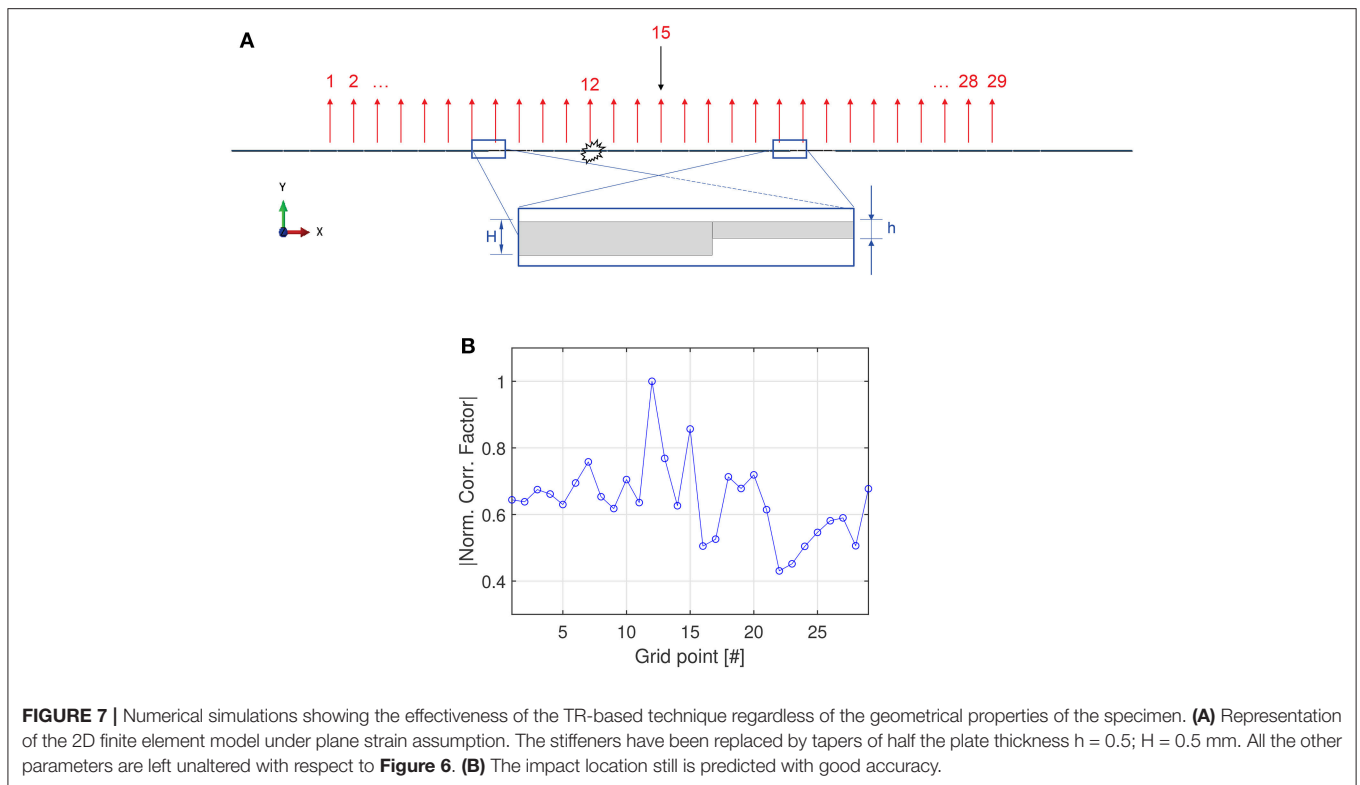 A
15
1 2 ... 12 ... 28 29
Y
X
H
h
B
|Norm. Corr. Factor|
1
0.8
0.6
0.4
5 10 15 20 25
Grid point [#]
FIGURE 7 | Numerical simulations showing the effectiveness of the TR-based technique regardless of the geometrical properties of the specimen. (A) Representation
of the 2D finite element model under plane strain assumption. The stiffeners have been replaced by tapers of half the plate thickness h = 0.5; H = 0.5 mm. All the other
parameters are left unaltered with respect to Figure 6. (B) The impact location still is predicted with good accuracy.